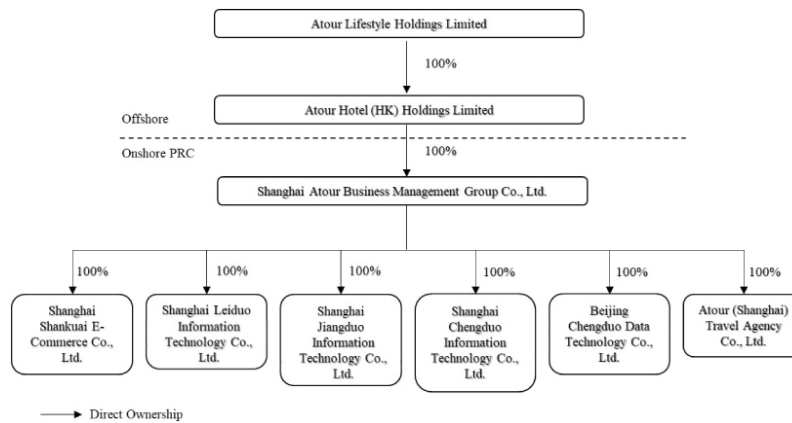 Atour Lifestyle Holdings Limited
100%
Atour Hotel (HK) Holdings Limited
Offshore
Onshore PRC
100%
Shanghai Atour Business Management Group Co., Ltd.
100%
100%
100%
100%
100%
100%
Shanghai
Shankuai E-
Commerce Co.,
Ltd.
Shanghai Leiduo
Information
Technology Co.,
Ltd.
Shanghai
Jiangduo
Information
Technology Co.,
Ltd.
Shanghai
Chengduo
Information
Technology Co.,
Ltd.
Beijing
Chengduo Data
Technology Co.,
Ltd.
Atour (Shanghai)
Travel Agency
Co., Ltd.
Direct Ownership